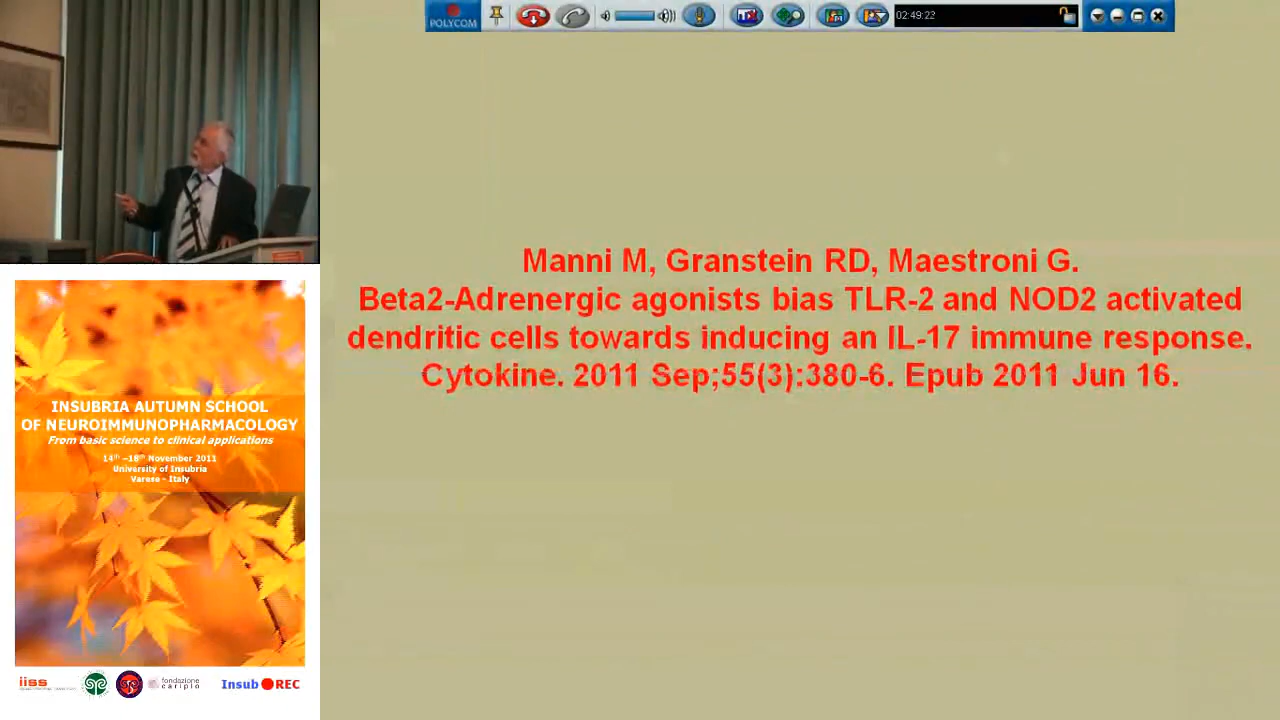 POLYCOM
02:49:22
Manni M, Granstein RD, Maestroni G.
Beta2-Adrenergic agonists bias TLR-2 and NOD2 activated
dendritic cells towards inducing an IL-17 immune response.
Cytokine. 2011 Sep;55(3):380-6. Epub 2011 Jun 16.
INSUBRIA AUTUMN SCHOOL
OF NEUROIMMUNOPHARMACOLOGY
From basic science to clinical applications
14th –18th November 2011
University of Insubria
Varese - Italy
iiss
fondazione
cariplo
Insub REC